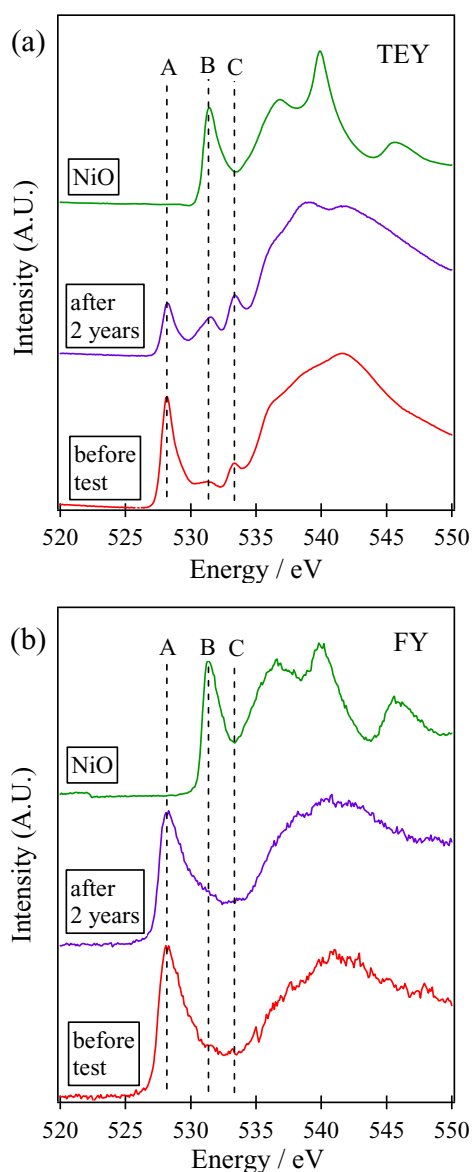 (a)
TEY
A
B
C
NiO
after
2 years
before
test
Intensity (A.U.)
520 525 530 535 540 545 550
Energy / eV
(b)
FY
A
B
C
NiO
after
2 years
before
test
Intensity (A.U.)
520 525 530 535 540 545 550
Energy / eV